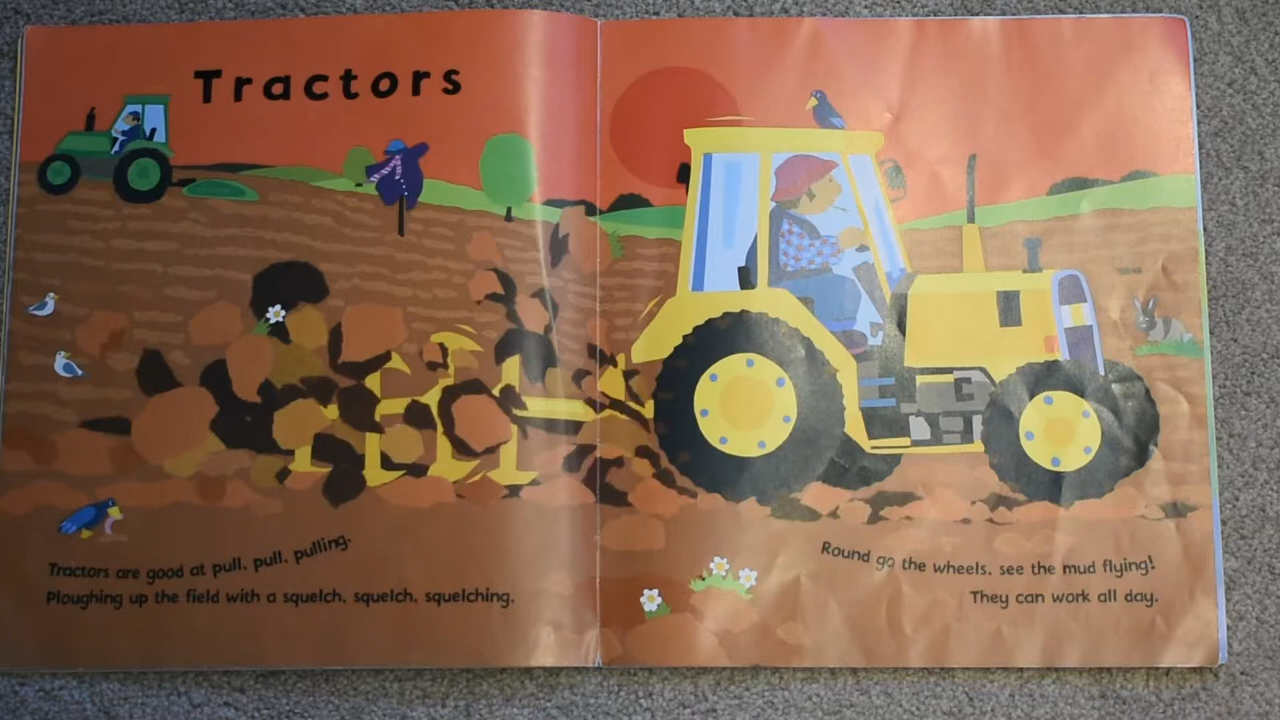 Tractors
Tractors are good at pull, pull, pulling.
Ploughing up the field with a squelch, squelch, squelching.
Round go the wheels, see the mud flying!
They can work all day.